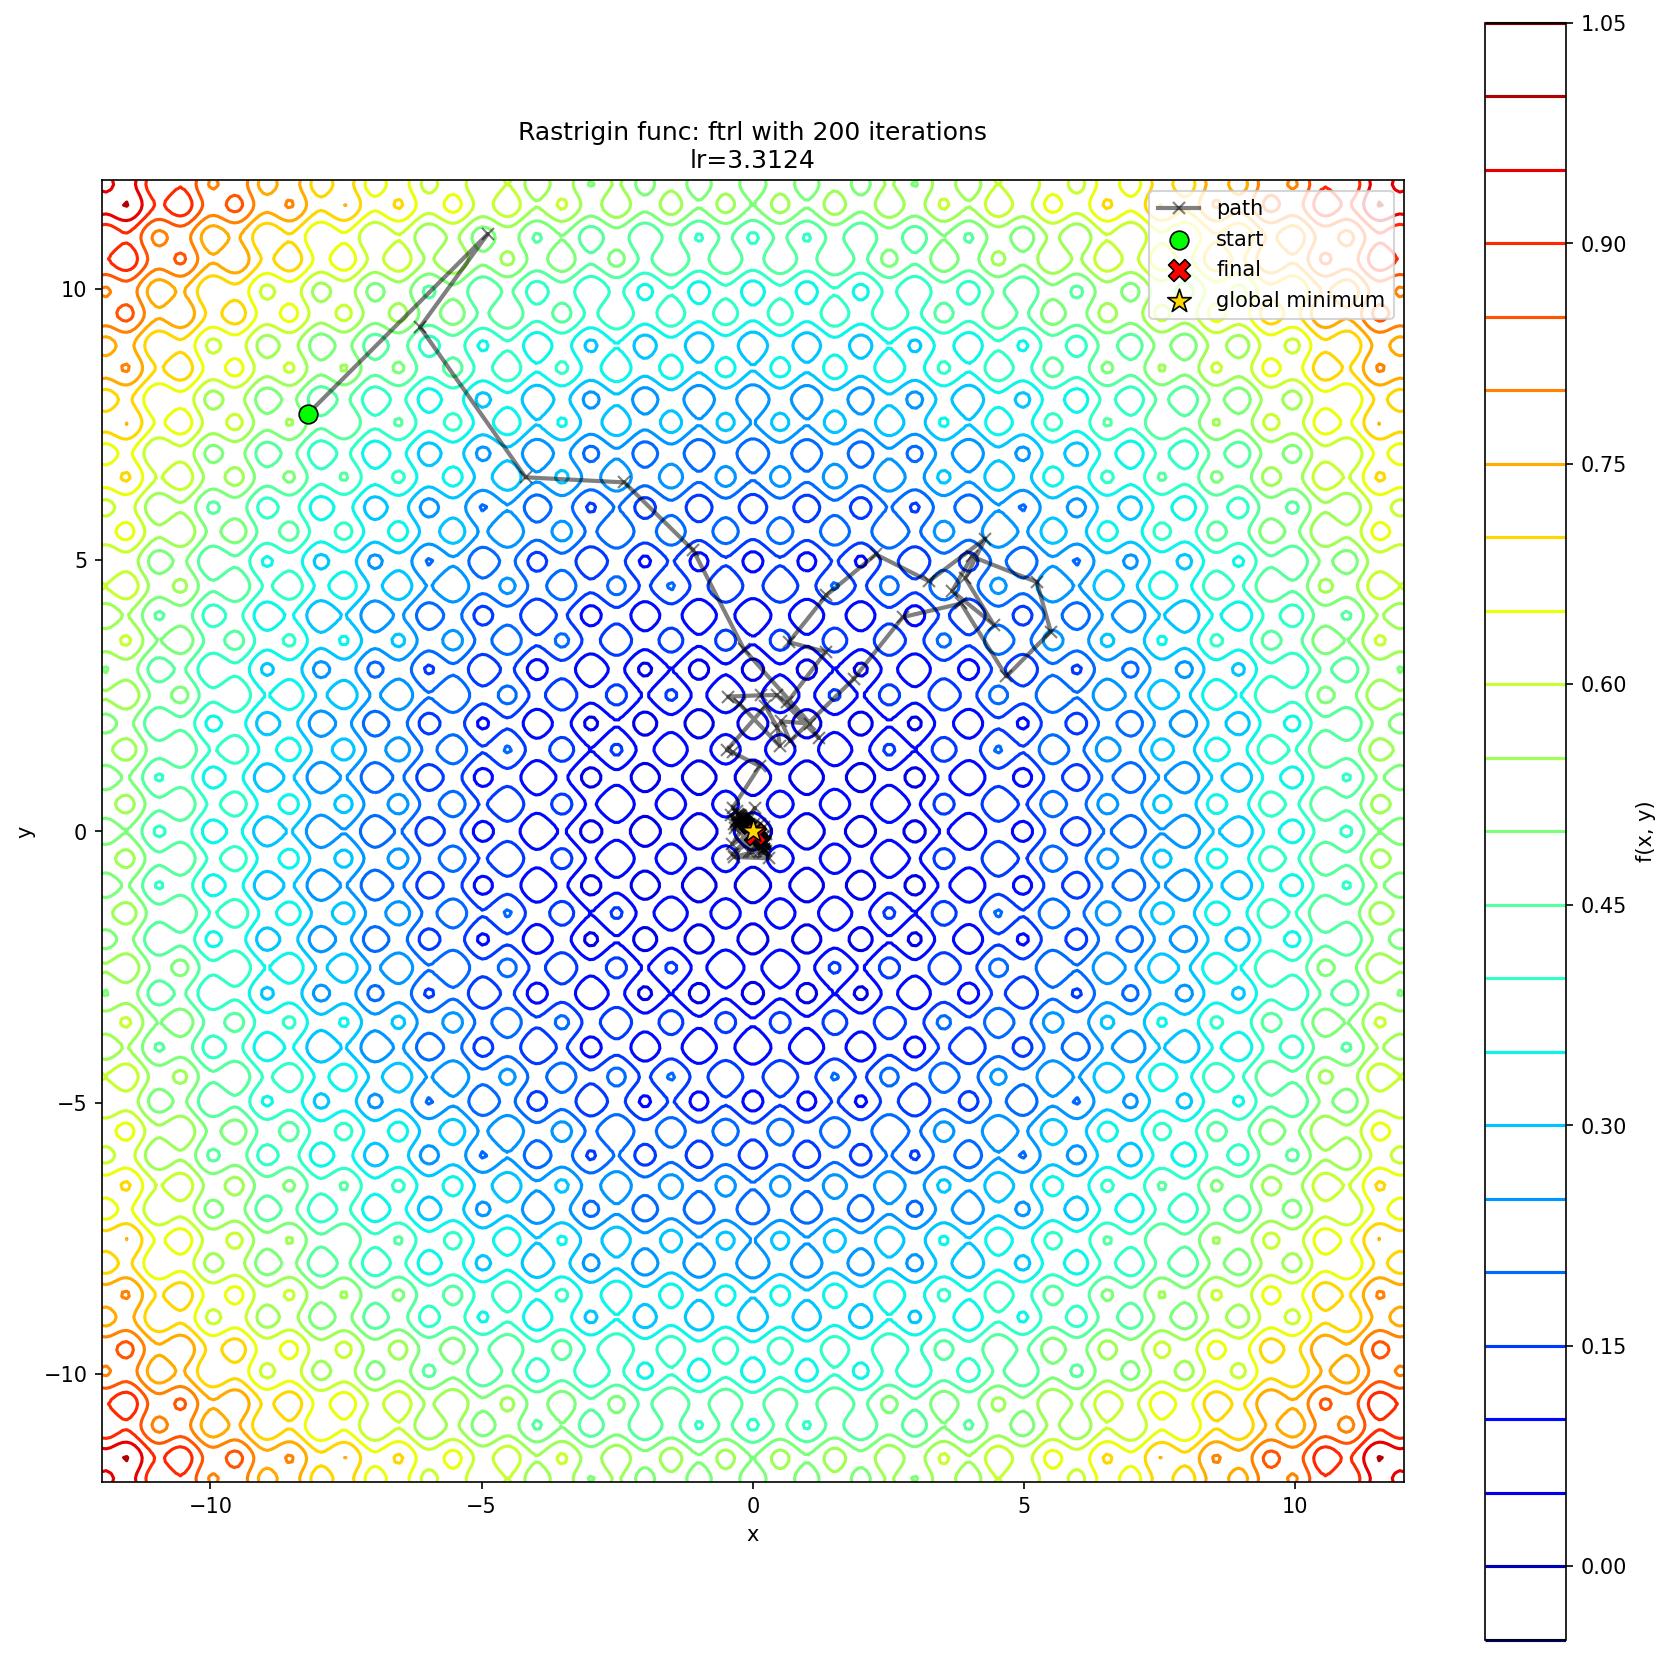 Rastrigin func: ftrl with 200 iterations
lr=3.3124
path
start
final
global minimum
10
5
0
−5
−10
y
−10
−5
0
5
10
x
1.05
0.90
0.75
0.60
0.45
0.30
0.15
0.00
f(x, y)